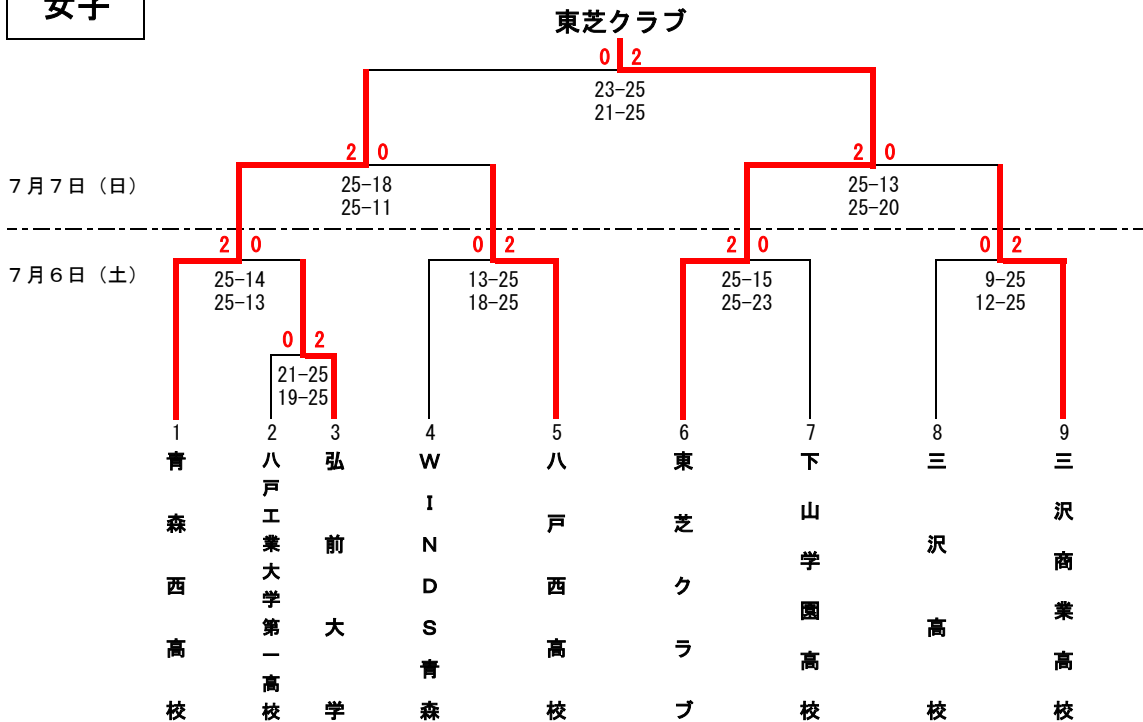 女子
東芝クラブ
0 2
23-25
21-25
2 0
2 0
7月7日（日）
25-18
25-11
25-13
25-20
2 0
0 2
2 0
0 2
7月6日（土）
25-14
25-13
13-25
18-25
25-15
25-23
9-25
12-25
0 2
21-25
19-25
1
2
3
4
5
6
7
8
9
青森西高校
八戸工業大学第一高校
弘前大学
WINDS青森
八戸西高校
東芝クラブ
下山学園高校
三沢高校
三沢商業高校